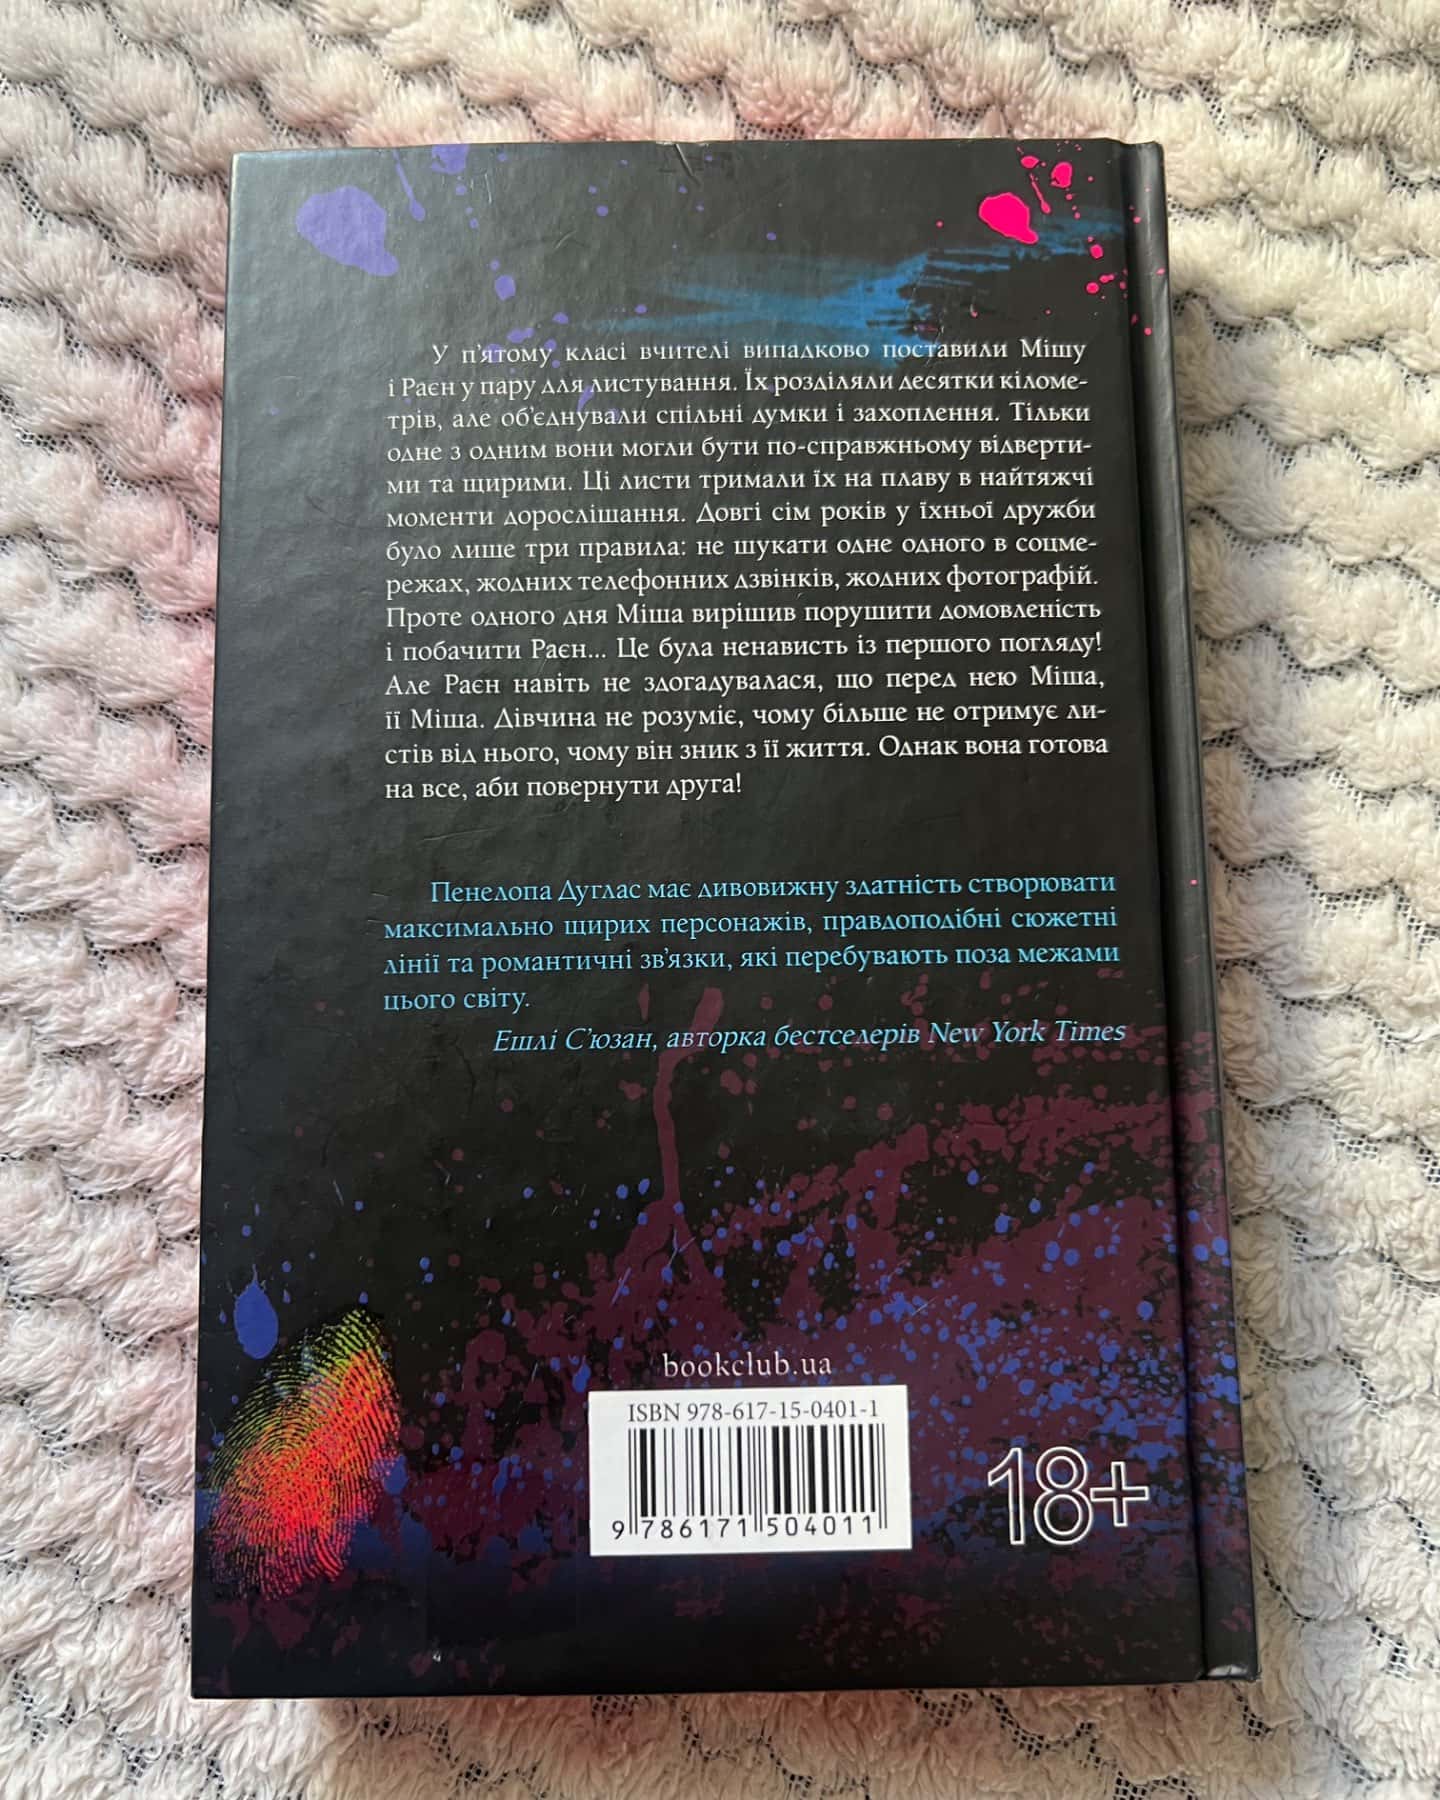 У п'ятому класі вчителі випадково поставили Мішу
і Раєн у пару для листування. Їх розділяли десятки кіломе-
трів, але об'єднували спільні думки і захоплення. Тільки
одне з одним вони могли бути по-справжньому відверти-
ми та щирими. Ці листи тримали їх на плаву в найтяжчі
моменти дорослішання. Довгі сім років у їхньої дружби
було лише три правила: не шукати одне одного в соцме-
режах, жодних телефонних дзвінків, жодних фотографій.
Проте одного дня Міша вирішив порушити домовленість
і побачити Раєн... Це була ненависть із першого погляду!
Але Раєн навіть не здогадувалася, що перед нею Міша,
її Міша. Дівчина не розуміє, чому більше не отримує ли-
стів від нього, чому він зник з її життя. Однак вона готова
на все, аби повернути друга!
Пенелопа Дуглас має дивовижну здатність створювати
максимально щирих персонажів, правдоподібні сюжетні
лінії та романтичні зв'язки, які перебувають поза межами
цього світу.
Ешлі С'юзан, авторка бестселерів New York Times
bookclub.ua
ISBN 978-617-15-0401-1
9 786171 504011
18+